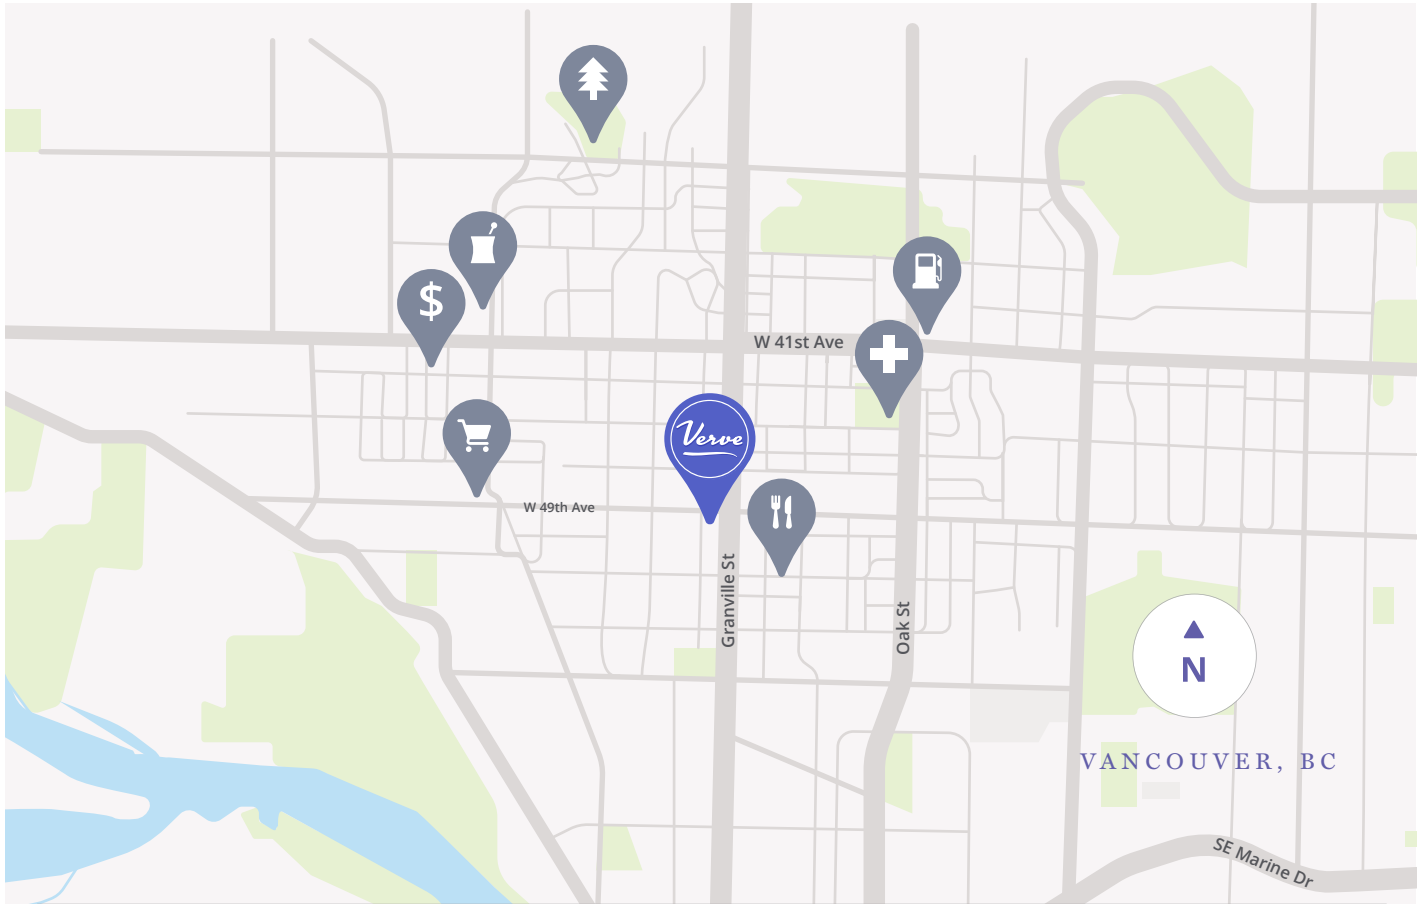 $
W 41st Ave
Verve
W 49th Ave
Granville St
Oak St
N
VANCOUVER, BC
SE Marine Dr